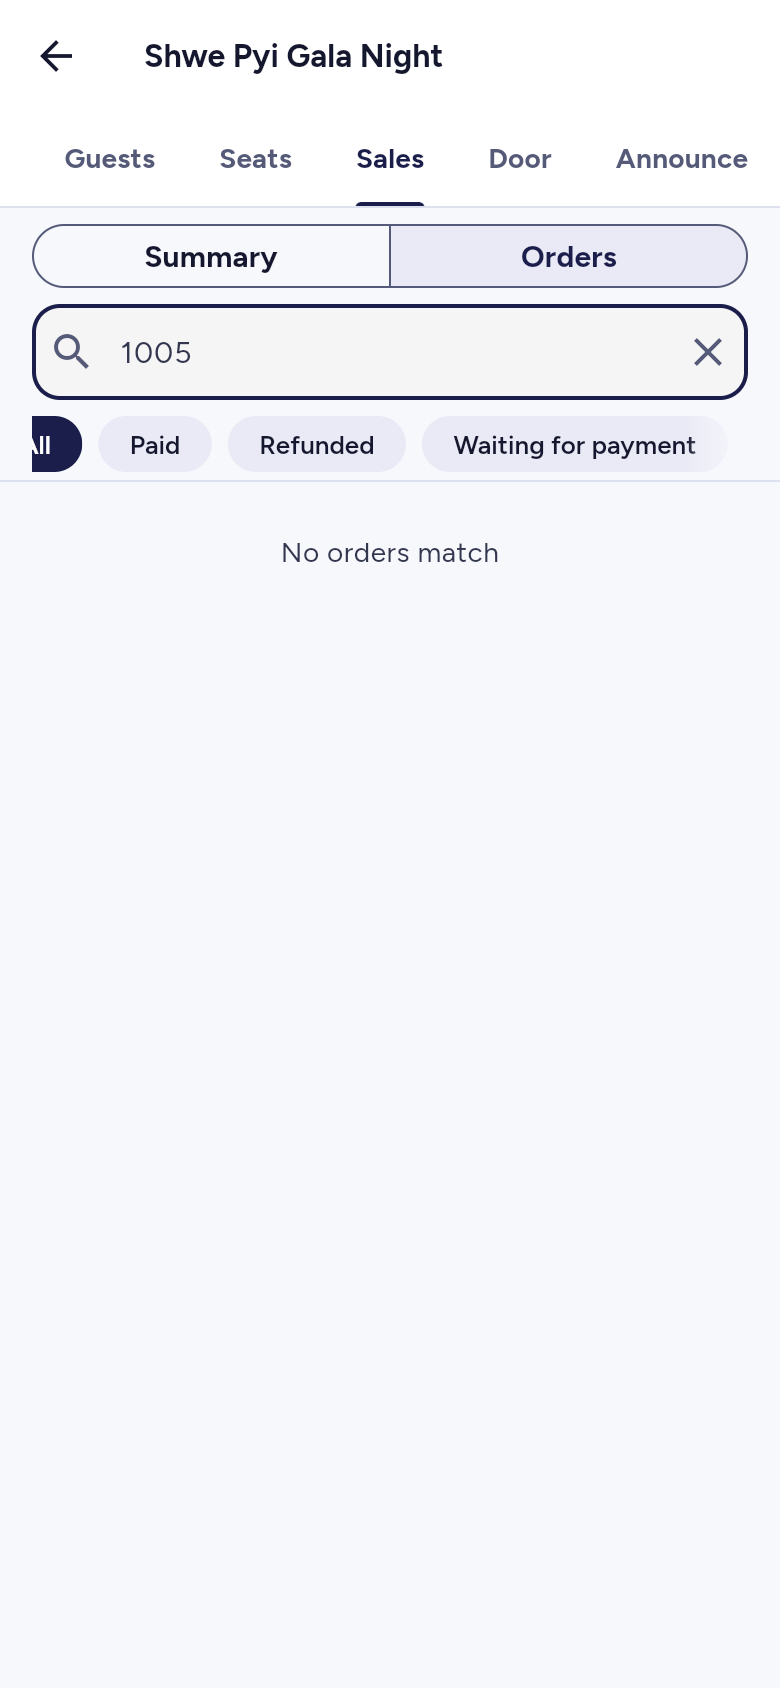 Shwe Pyi Gala Night
Guests Seats Sales Door Announce
Summary Orders
1005
All Paid Refunded Waiting for payment
No orders match